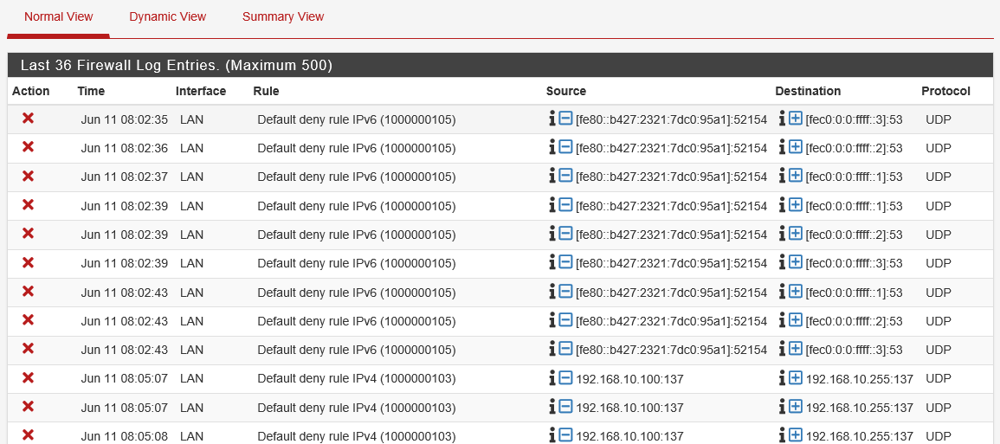 Normal View Dynamic View Summary View
Last 36 Firewall Log Entries. (Maximum 500)
Action Time Interface Rule Source Destination Protocol
Jun 11 08:02:35 LAN Default deny rule IPv6 (1000000105) [fe80::b427:2321:7dc0:95a1]:52154 [fec0:0:0:ffff::3]:53 UDP
Jun 11 08:02:36 LAN Default deny rule IPv6 (1000000105) [fe80::b427:2321:7dc0:95a1]:52154 [fec0:0:0:ffff::2]:53 UDP
Jun 11 08:02:37 LAN Default deny rule IPv6 (1000000105) [fe80::b427:2321:7dc0:95a1]:52154 [fec0:0:0:ffff::1]:53 UDP
Jun 11 08:02:39 LAN Default deny rule IPv6 (1000000105) [fe80::b427:2321:7dc0:95a1]:52154 [fec0:0:0:ffff::1]:53 UDP
Jun 11 08:02:39 LAN Default deny rule IPv6 (1000000105) [fe80::b427:2321:7dc0:95a1]:52154 [fec0:0:0:ffff::2]:53 UDP
Jun 11 08:02:39 LAN Default deny rule IPv6 (1000000105) [fe80::b427:2321:7dc0:95a1]:52154 [fec0:0:0:ffff::3]:53 UDP
Jun 11 08:02:43 LAN Default deny rule IPv6 (1000000105) [fe80::b427:2321:7dc0:95a1]:52154 [fec0:0:0:ffff::1]:53 UDP
Jun 11 08:02:43 LAN Default deny rule IPv6 (1000000105) [fe80::b427:2321:7dc0:95a1]:52154 [fec0:0:0:ffff::2]:53 UDP
Jun 11 08:02:43 LAN Default deny rule IPv6 (1000000105) [fe80::b427:2321:7dc0:95a1]:52154 [fec0:0:0:ffff::3]:53 UDP
Jun 11 08:05:07 LAN Default deny rule IPv4 (1000000103) 192.168.10.100:137 192.168.10.255:137 UDP
Jun 11 08:05:07 LAN Default deny rule IPv4 (1000000103) 192.168.10.100:137 192.168.10.255:137 UDP
Jun 11 08:05:08 LAN Default deny rule IPv4 (1000000103) 192.168.10.100:137 192.168.10.255:137 UDP